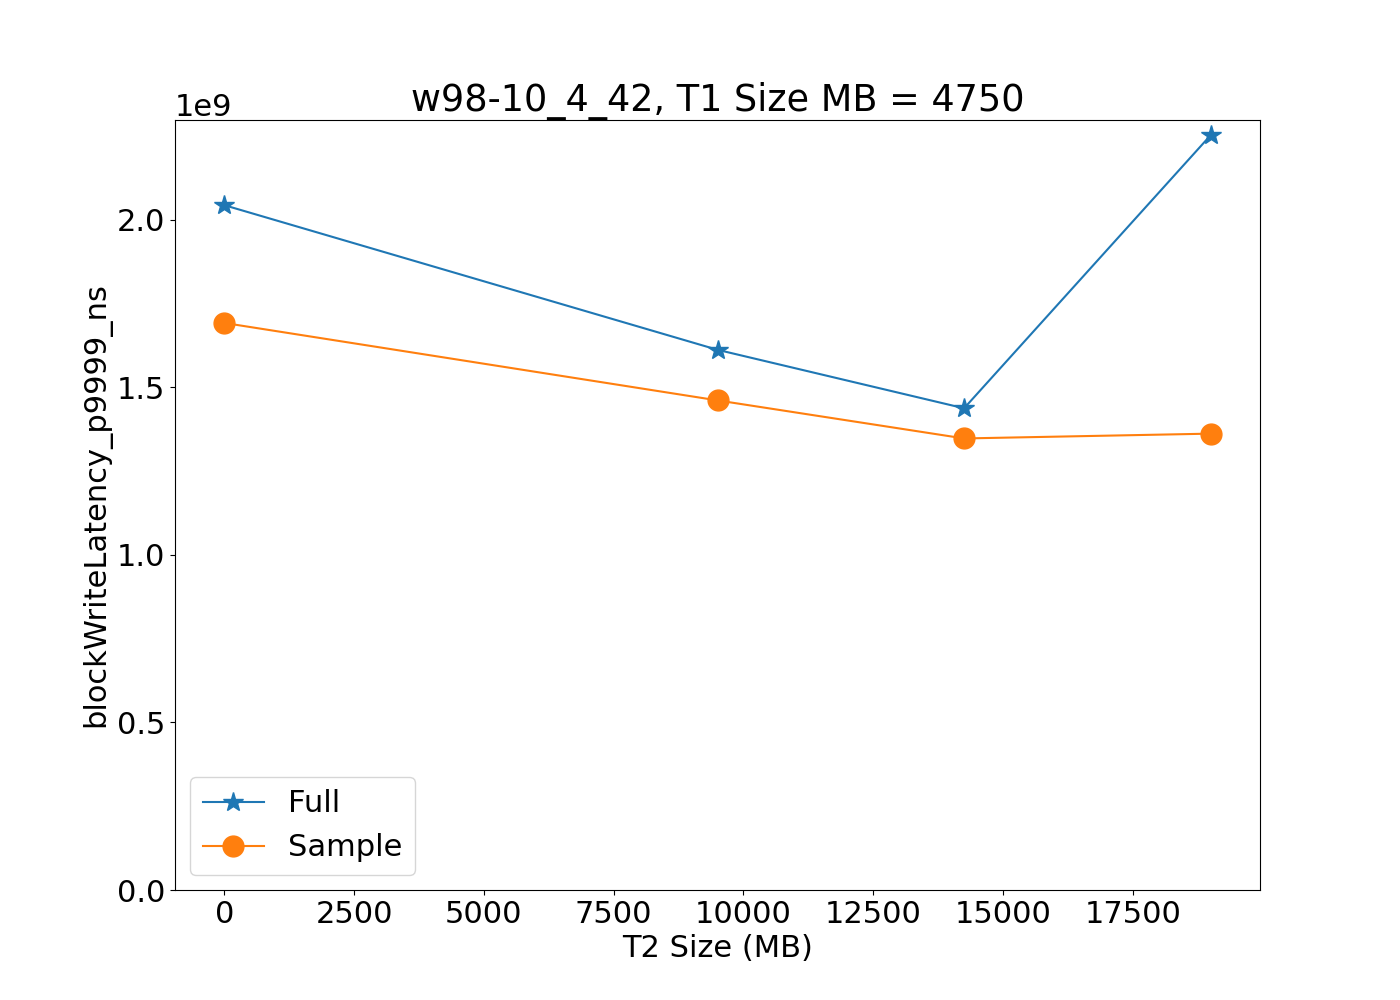 w98-10_4_42, T1 Size MB = 4750
1e9
blockWriteLatency_p9999_ns
2.0
1.5
1.0
0.5
0.0
Full
Sample
0 2500 5000 7500 10000 12500 15000 17500
T2 Size (MB)